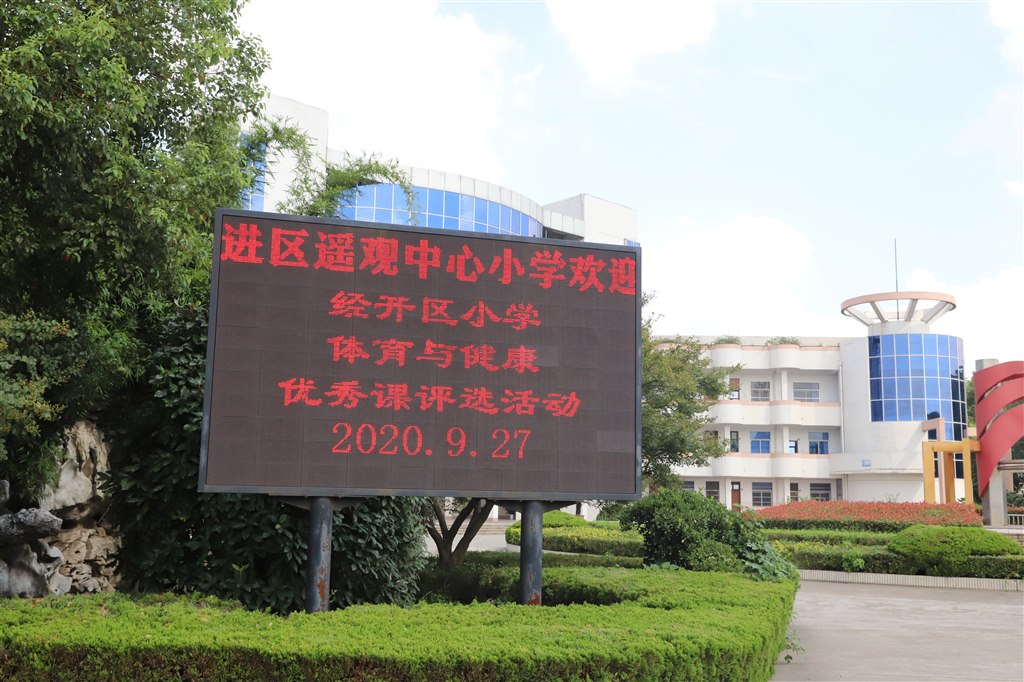 进区遥观中心小学欢迎
经开区小学
体育与健康
优秀课评选活动
2020.9.27